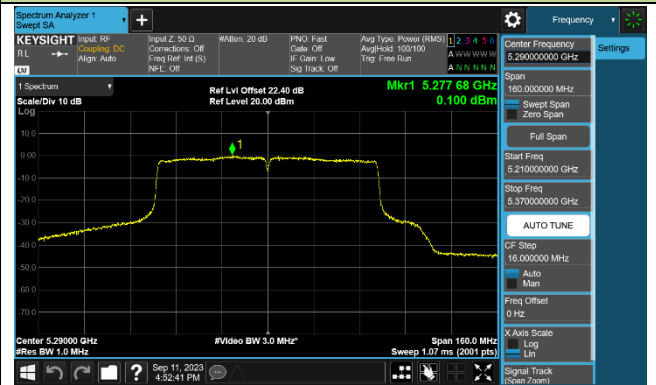 Spectrum Analyzer 1
Swept SA
+
Frequency
KEYSIGHT
RL
LXI
Input: RF
Coupling: DC
Align: Auto
Input Z: 50 Ω
Corrections: Off
Freq Ref: Int (S)
NFE: Off
#Atten: 20 dB
PNO: Fast
Gate: Off
IF Gain: Low
Sig Track: Off
Avg Type: Power (RMS)
Avg|Hold: 100/100
Trig: Free Run
1 2 3 4 5 6
A W W W W W
A N N N N N
Center Frequency
5.290000000 GHz
Settings
Span
160.000000 MHz
Swept Span
Zero Span
Full Span
Start Freq
5.210000000 GHz
Stop Freq
5.370000000 GHz
AUTO TUNE
CF Step
16.000000 MHz
Auto
Man
Freq Offset
0 Hz
X Axis Scale
Log
Lin
Signal Track
(Span Zoom)
1 Spectrum
Scale/Div 10 dB
Log
Ref Lvl Offset 22.40 dB
Ref Level 20.00 dBm
Mkr1 5.277 68 GHz
0.100 dBm
1
10.0
0.00
-10.0
-20.0
-30.0
-40.0
-50.0
-60.0
-70.0
Center 5.29000 GHz
#Res BW 1.0 MHz
#Video BW 3.0 MHz*
Span 160.0 MHz
Sweep 1.07 ms (2001 pts)
?
Sep 11, 2023
4:52:41 PM